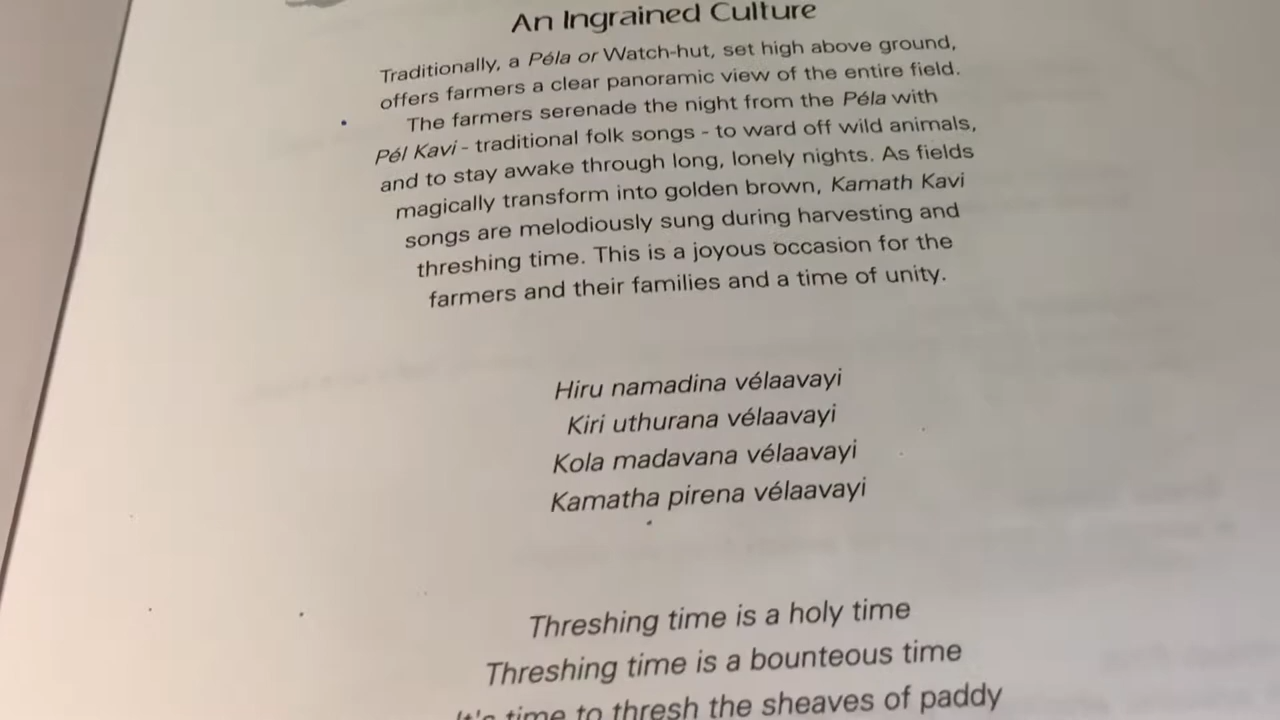 An Ingrained Culture
Traditionally, a Péla or Watch-hut, set high above ground,
offers farmers a clear panoramic view of the entire field.
The farmers serenade the night from the Péla with
Pél Kavi - traditional folk songs - to ward off wild animals,
and to stay awake through long, lonely nights. As fields
magically transform into golden brown, Kamath Kavi
songs are melodiously sung during harvesting and
threshing time. This is a joyous occasion for the
farmers and their families and a time of unity.
Hiru namadina vélaavayi
Kiri uthurana vélaavayi
Kola madavana vélaavayi
Kamatha pirena vélaavayi
Threshing time is a holy time
Threshing time is a bounteous time
It's time to thresh the sheaves of paddy